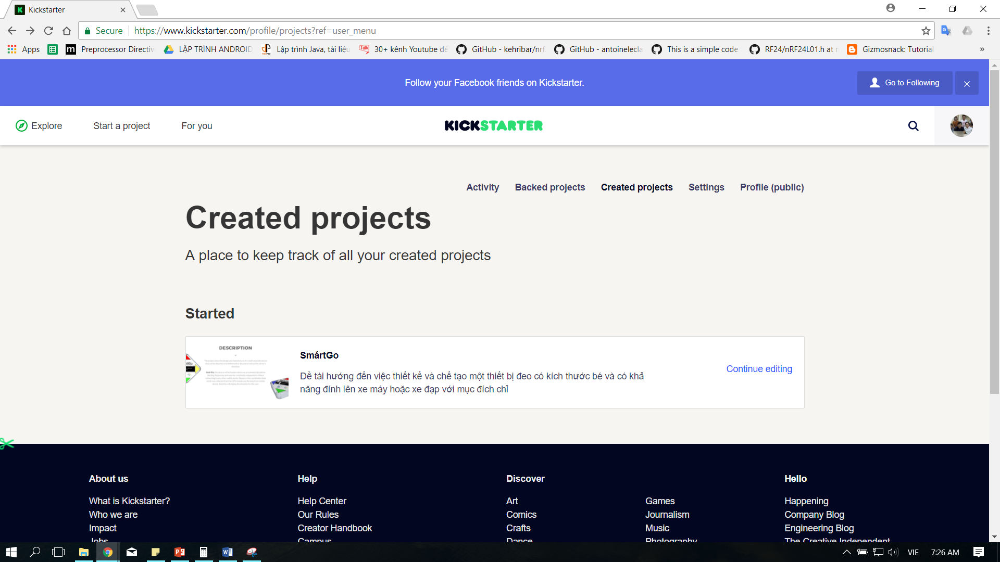 Kickstarter
Secure https://www.kickstarter.com/profile/projects?ref=user_menu
Apps Preprocessor Directiv LẬP TRÌNH ANDROID Lập trình Java, tài liệu 30+ kênh Youtube để GitHub - kehribar/nrf GitHub - antoinelecla This is a simple code RF24/nRF24L01.h at Gizmosnack: Tutorial »
Follow your Facebook friends on Kickstarter.
Go to Following
Explore Start a project For you KICKSTARTER
Activity Backed projects Created projects Settings Profile (public)
Created projects
A place to keep track of all your created projects
Started
DESCRIPTION
SmártGo
Đề tài hướng đến việc thiết kế và chế tạo một thiết bị đeo có kích thước bé và có khả
năng đính lên xe máy hoặc xe đạp với mục đích chỉ
Continue editing
About us Help Discover Hello
What is Kickstarter? Help Center Art Games Happening
Who we are Our Rules Comics Journalism Company Blog
Impact Creator Handbook Crafts Music Engineering Blog
Jobs Campus Dance Photography The Creative Independent
VIE 7:26 AM